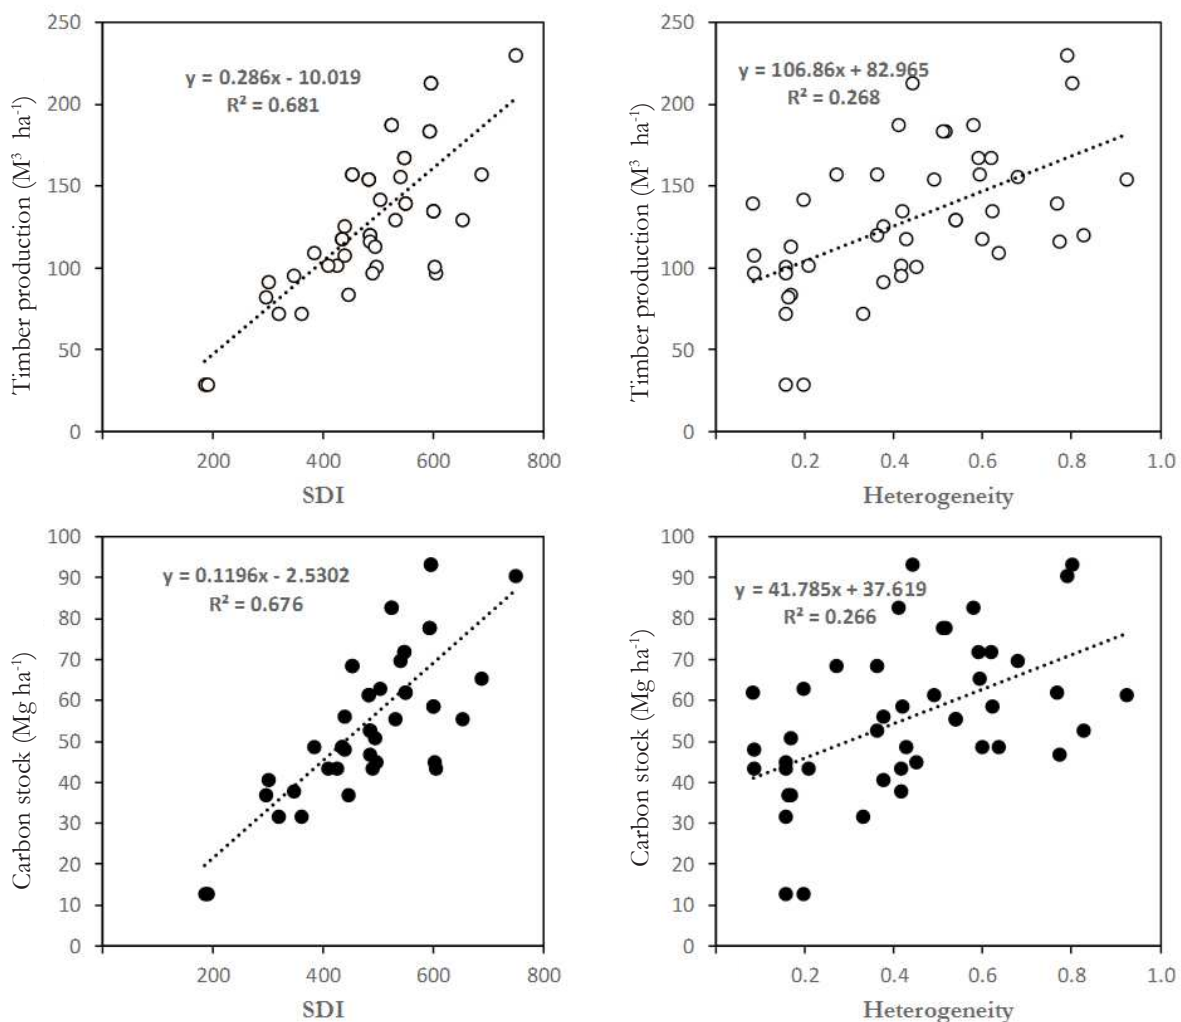 250
200
150
100
50
0
Timber production (M³ ha⁻¹)
y = 0.286x - 10.019
R² = 0.681
200 400 600 800
SDI
250
200
150
100
50
0
Timber production (M³ ha⁻¹)
y = 106.86x + 82.965
R² = 0.268
0.2 0.4 0.6 0.8 1.0
Heterogeneity
100
90
80
70
60
50
40
30
20
10
0
Carbon stock (Mg ha⁻¹)
y = 0.1196x - 2.5302
R² = 0.676
200 400 600 800
SDI
100
90
80
70
60
50
40
30
20
10
0
Carbon stock (Mg ha⁻¹)
y = 41.785x + 37.619
R² = 0.266
0.2 0.4 0.6 0.8 1.0
Heterogeneity